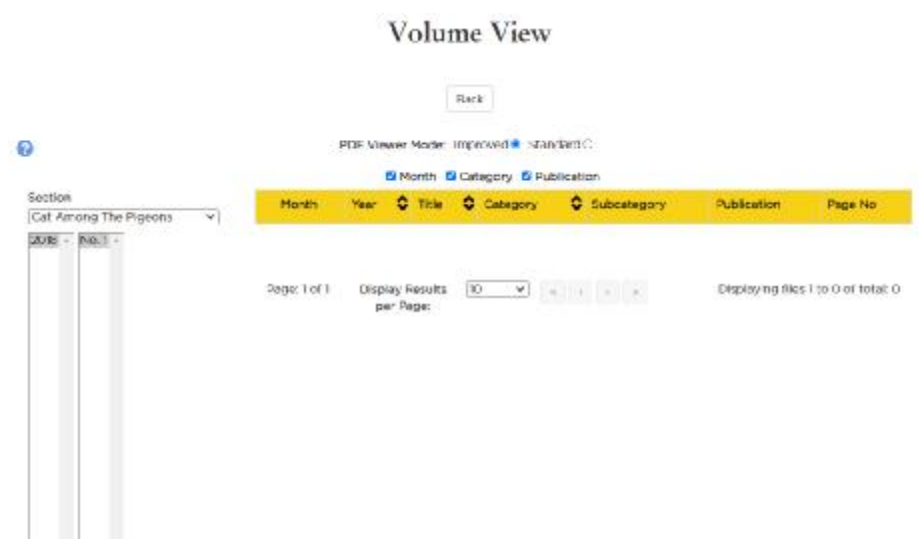 Volume View
Back
PDF Viewer Mode: Improved Standard
Month Category Publication
Section
Cat Among The Pigeons
Month Year Title Category Subcategory Publication Page No
No. 1
Page: 1 of 1 Display Results per Page: 10 Displaying files 1 to 0 of total: 0